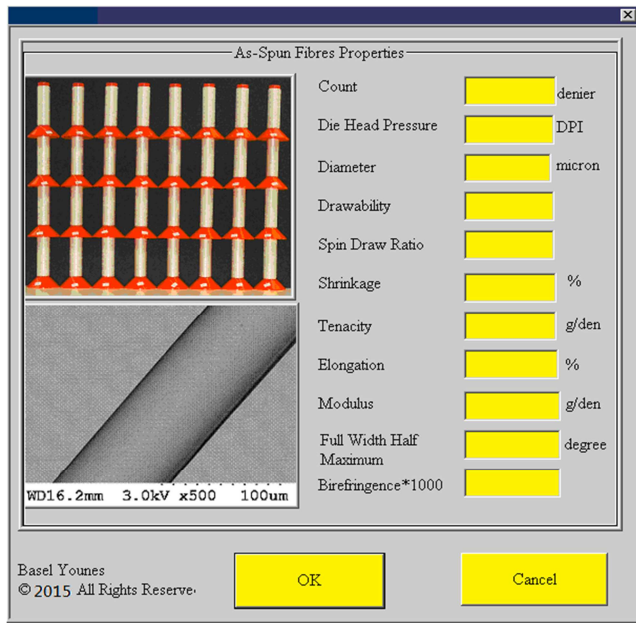 As-Spun Fibres Properties
Count denier
Die Head Pressure DPI
Diameter micron
Drawability
Spin Draw Ratio
Shrinkage %
Tenacity g/den
Elongation %
Modulus g/den
Full Width Half
Maximum degree
Birefringence*1000
WD16.2mm 3.0kV x500 100um
Basel Younes
© 2015 All Rights Reserve
OK
Cancel